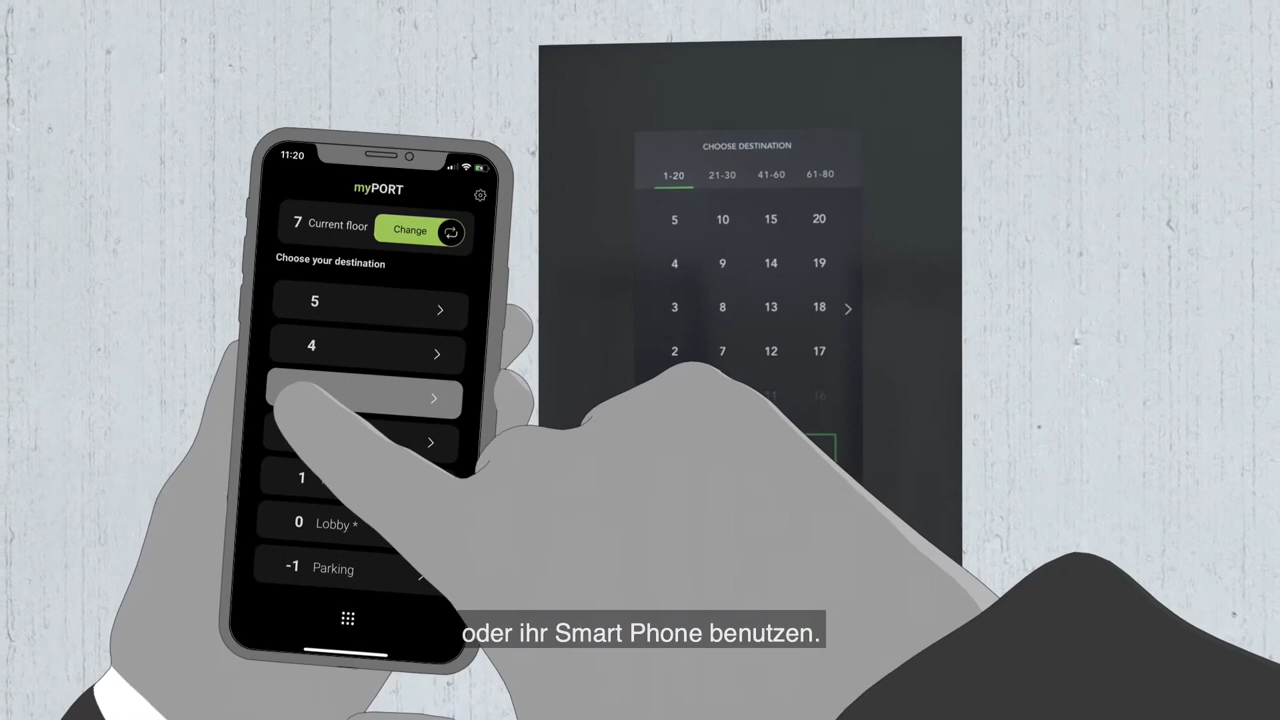 11:20
myPORT
7 Current floor Change
Choose your destination
5
4
1
0 Lobby *
-1 Parking
CHOOSE DESTINATION
1-20 21-30 41-60 61-80
5 10 15 20
4 9 14 19
3 8 13 18
2 7 12 17
11 16
oder ihr Smart Phone benutzen.